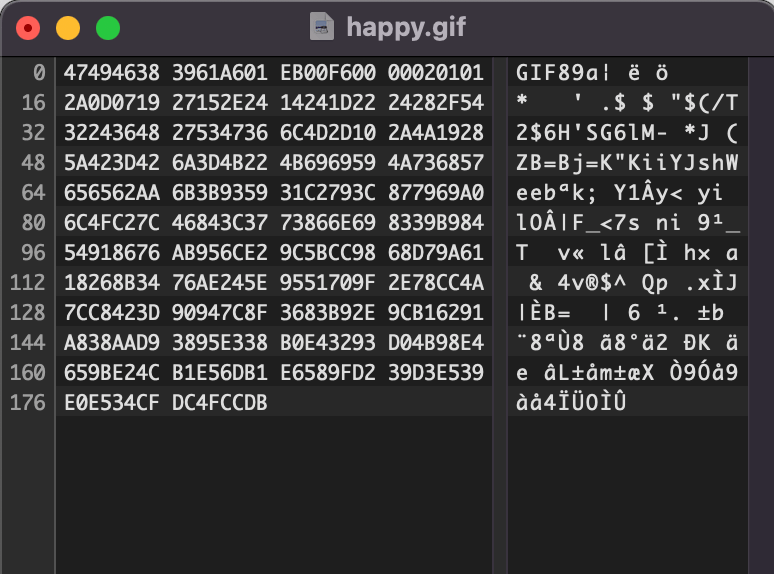 happy.gif
0 47494638 3961A601 EB00F600 00020101 GIF89a¦ ë ö
16 2A0D0719 27152E24 14241D22 24282F54 * ' .$ $ "$(/T
32 32243648 27534736 6C4D2D10 2A4A1928 2$6H'SG6lM- *J (
48 5A423D42 6A3D4B22 4B696959 4A736857 ZB=Bj=K"KiiYJshW
64 656562AA 6B3B9359 31C2793C 877969A0 eebªk; Y1Ây< yi
80 6C4FC27C 46843C37 73866E69 8339B984 lOÂ|F_<7s ni 9¹_
96 54918676 AB956CE2 9C5BCC98 68D79A61 T v« lâ [Ì h× a
112 18268B34 76AE245E 9551709F 2E78CC4A & 4v®$^ Qp .xÌJ
128 7CC8423D 90947C8F 3683B92E 9CB16291 |ÈB= | 6 ¹. ±b
144 A838AAD9 3895E338 B0E43293 D04B98E4 ¨8ªÙ8 ã8°ä2 ÐK ä
160 659BE24C B1E56DB1 E6589FD2 39D3E539 e âL±åm±æX Ò9Óå9
176 E0E534CF DC4FCCDB àå4ÏÜOÌÛ